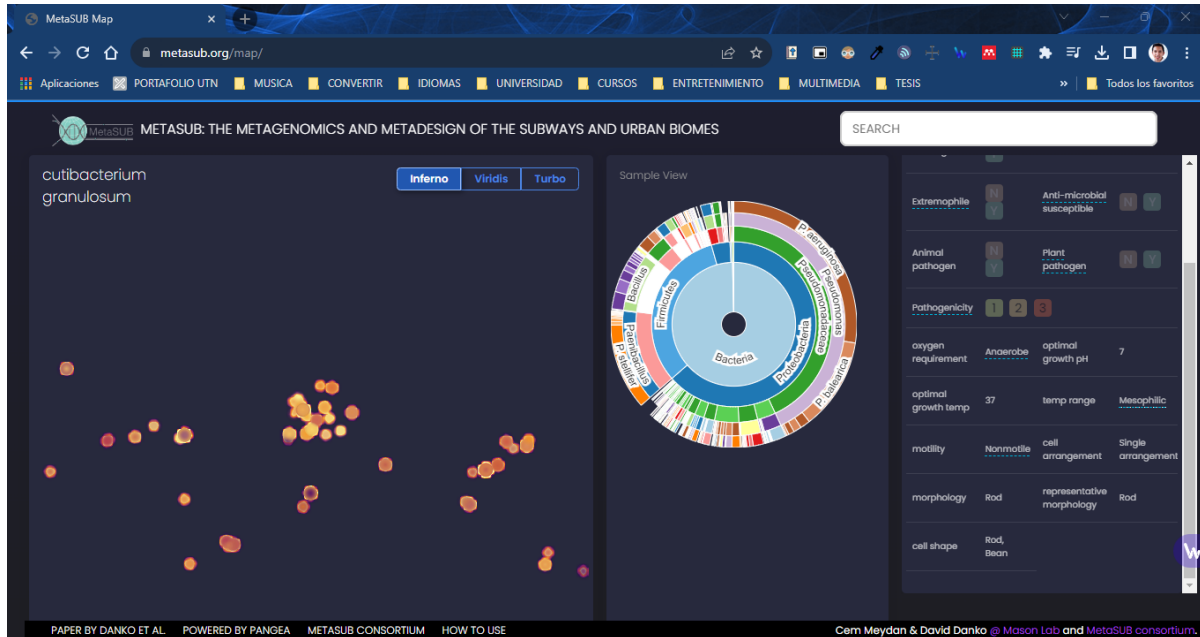 MetaSUB Map
metasub.org/map/
Aplicaciones PORTAFOLIO UTN MUSICA CONVERTIR IDIOMAS UNIVERSIDAD CURSOS ENTRETENIMIENTO MULTIMEDIA TESIS » Todos los favoritos
MetaSUB METASUB: THE METAGENOMICS AND METADESIGN OF THE SUBWAYS AND URBAN BIOMES SEARCH
cutibacterium
granulosum
Inferno Viridis Turbo
Sample View
P. aeruginosa
Pseudomonas
Pseudomonadaceae
Proteobacteria
P. balearica
Bacteria
Firmicutes
Bacillus
Paenibacillus
P. stellifer
Y
Extremophile N Y Anti-microbial susceptible N Y
Animal pathogen N Y Plant pathogen N Y
Pathogenicity 1 2 3
oxygen requirement Anaerobe optimal growth pH 7
optimal growth temp 37 temp range Mesophilic
motility Nonmotile cell arrangement Single arrangement
morphology Rod representative morphology Rod
cell shape Rod, Bean
W
PAPER BY DANKO ET AL. POWERED BY PANGEA METASUB CONSORTIUM HOW TO USE Cem Meydan & David Danko @ Mason Lab and MetaSUB consortium.